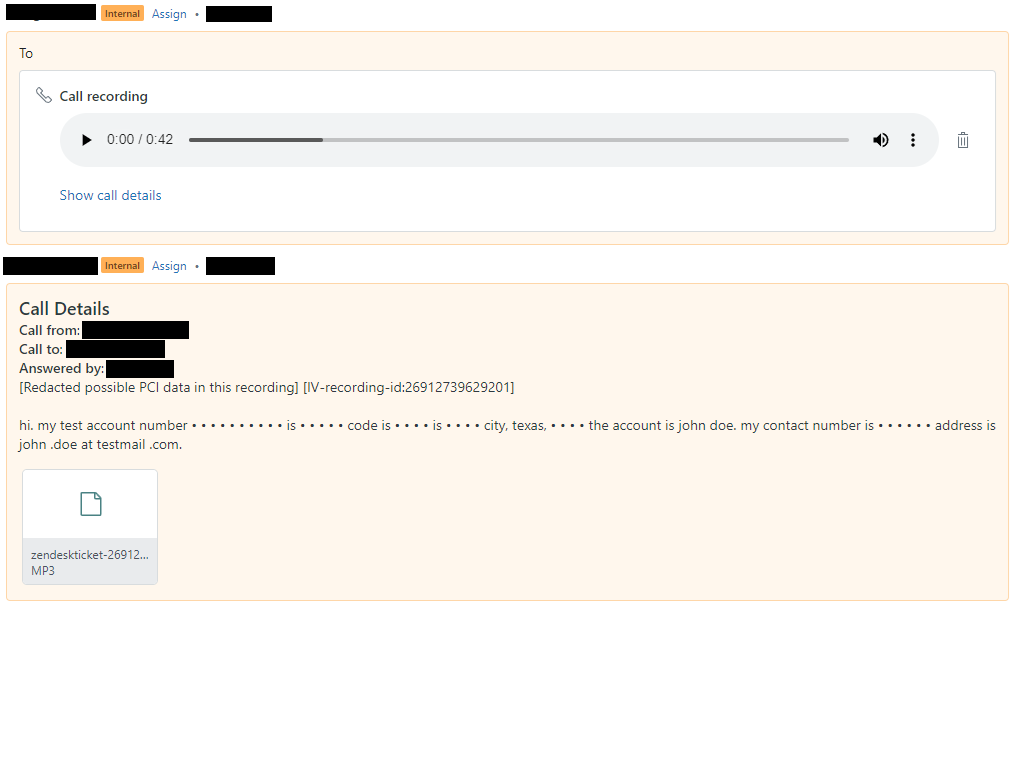 Internal Assign •
To
Call recording
0:00 / 0:42
Show call details
Internal Assign •
Call Details
Call from:
Call to:
Answered by:
[Redacted possible PCI data in this recording] [IV-recording-id:26912739629201]
hi. my test account number • • • • • • • • • • is • • • • • code is • • • • is • • • • city, texas, • • • • the account is john doe. my contact number is • • • • • • address is
john .doe at testmail .com.
zendeskticket-26912...
MP3